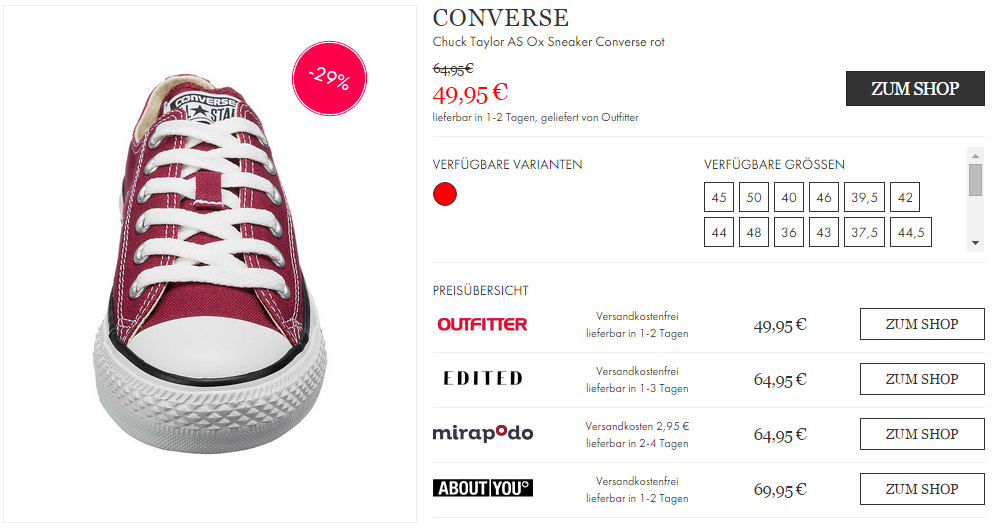 CONVERSE
Chuck Taylor AS Ox Sneaker Converse rot
64,95 €
49,95 €
lieferbar in 1-2 Tagen, geliefert von Outfitter
ZUM SHOP
-29%
CONVERSE
STAR
VERFÜGBARE VARIANTEN
VERFÜGBARE GRÖSSEN
45 50 40 46 39,5 42
44 48 36 43 37,5 44,5
PREISÜBERSICHT
OUTFITTER
Versandkostenfrei
lieferbar in 1-2 Tagen
49,95 €
ZUM SHOP
EDITED
Versandkostenfrei
lieferbar in 1-3 Tagen
64,95 €
ZUM SHOP
mirapodo
Versandkosten 2,95 €
lieferbar in 2-4 Tagen
64,95 €
ZUM SHOP
ABOUT YOU°
Versandkostenfrei
lieferbar in 1-2 Tagen
69,95 €
ZUM SHOP